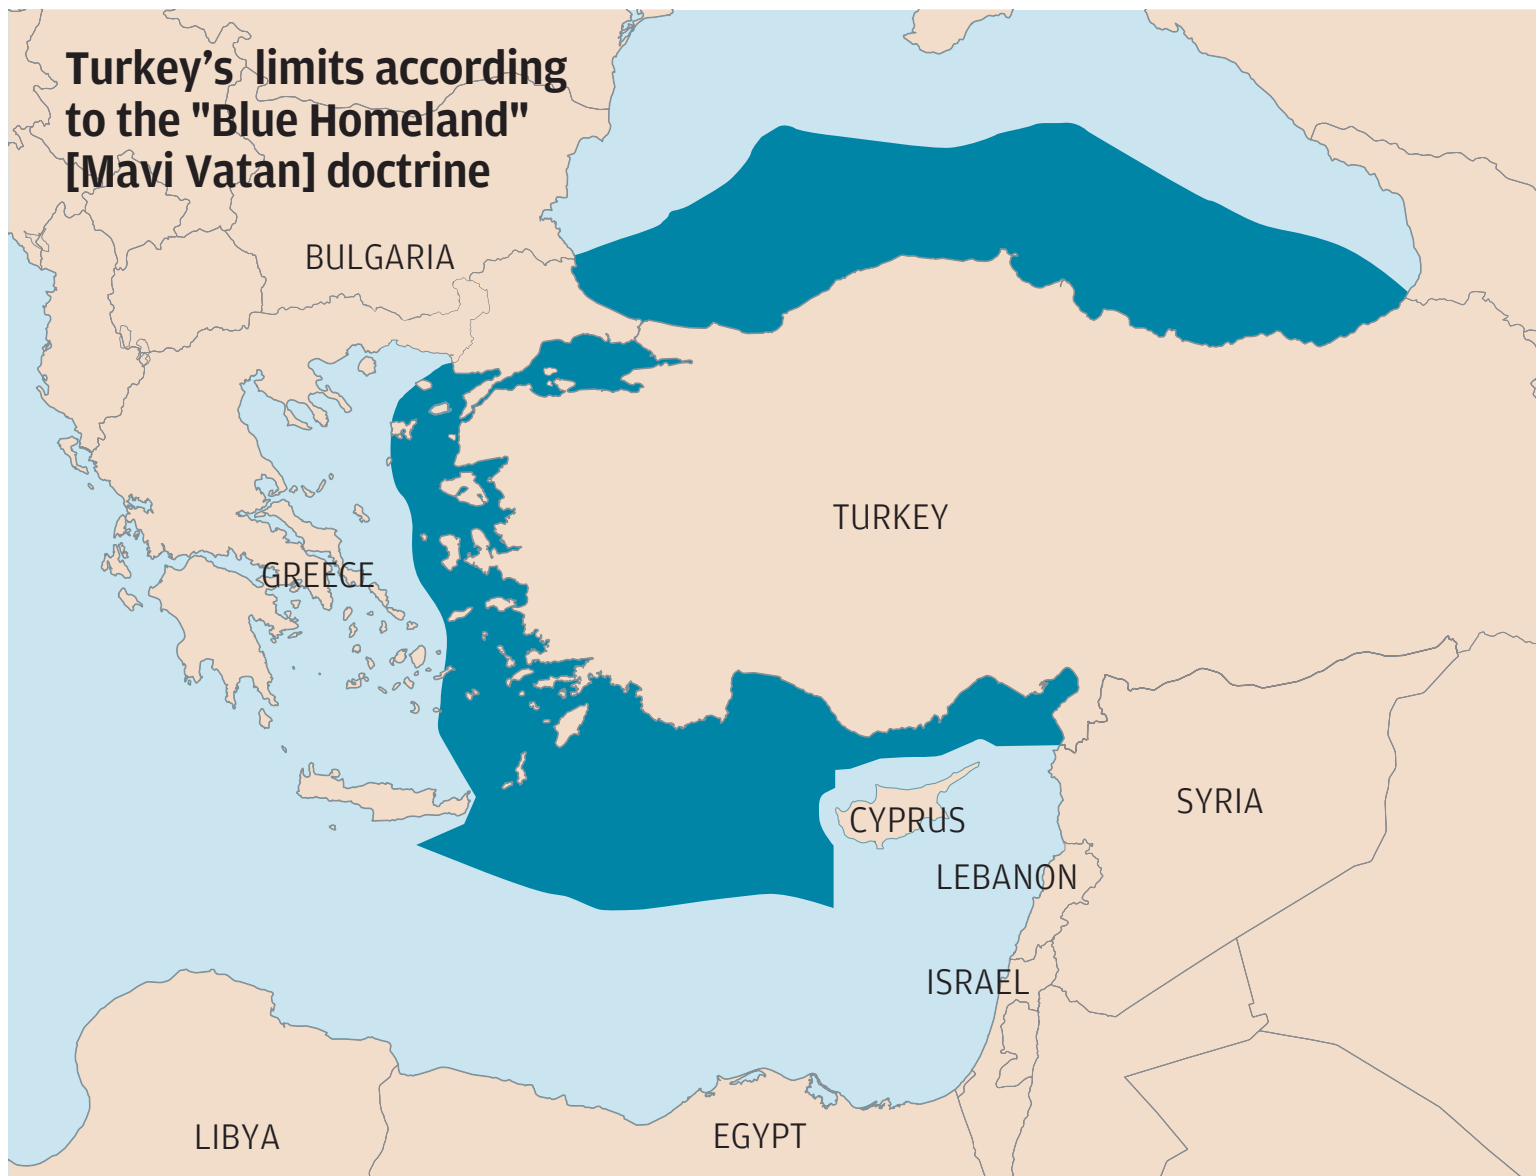 Turkey's limits according
to the "Blue Homeland"
[Mavi Vatan] doctrine
BULGARIA
TURKEY
GREECE
SYRIA
CYPRUS
LEBANON
ISRAEL
LIBYA
EGYPT